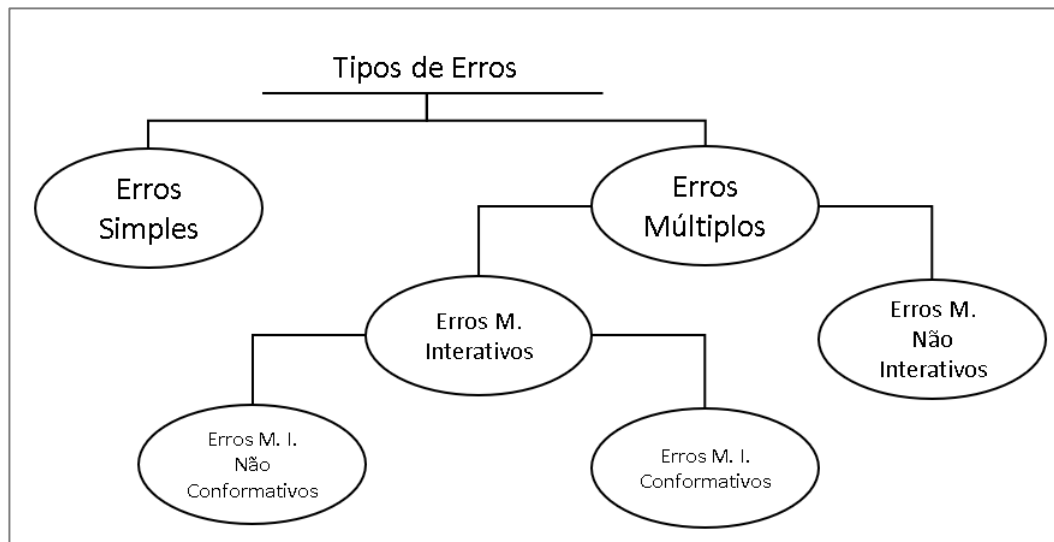 Tipos de Erros
Erros
Simples
Erros
Múltiplos
Erros M.
Interativos
Erros M.
Não
Interativos
Erros M. I.
Não
Conformativos
Erros M. I.
Conformativos